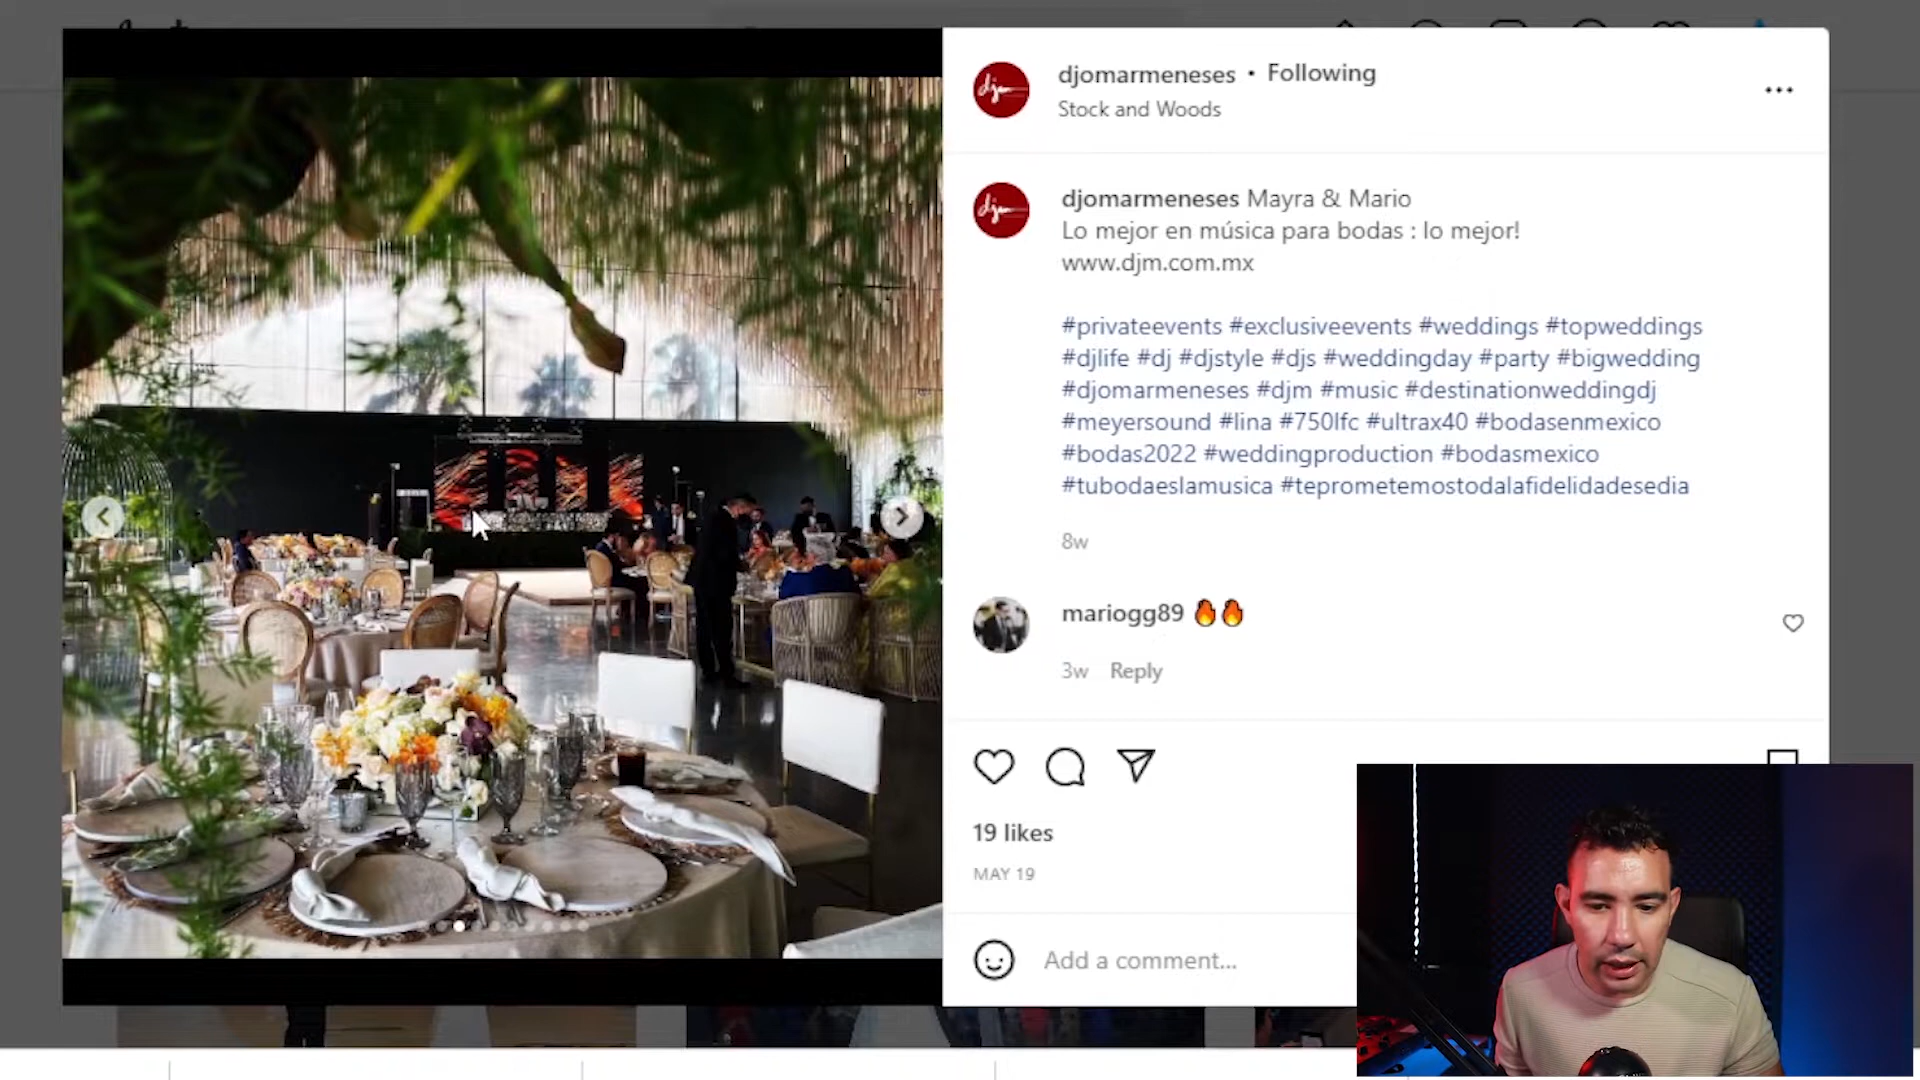 djomarmeneses • Following
Stock and Woods
djomarmeneses Mayra & Mario
Lo mejor en música para bodas : lo mejor!
www.djm.com.mx
#privateevents #exclusiveevents #weddings #topweddings
#djlife #dj #djstyle #djs #weddingday #party #bigwedding
#djomarmeneses #djm #music #destinationweddingdj
#meyersound #lina #750lfc #ultrax40 #bodasenmexico
#bodas2022 #weddingproduction #bodasmexico
#tubodaeslamusica #teprometemostodalafidelidadesedia
8w
mariogg89 🔥🔥
3w Reply
19 likes
MAY 19
Add a comment...
djm
djm